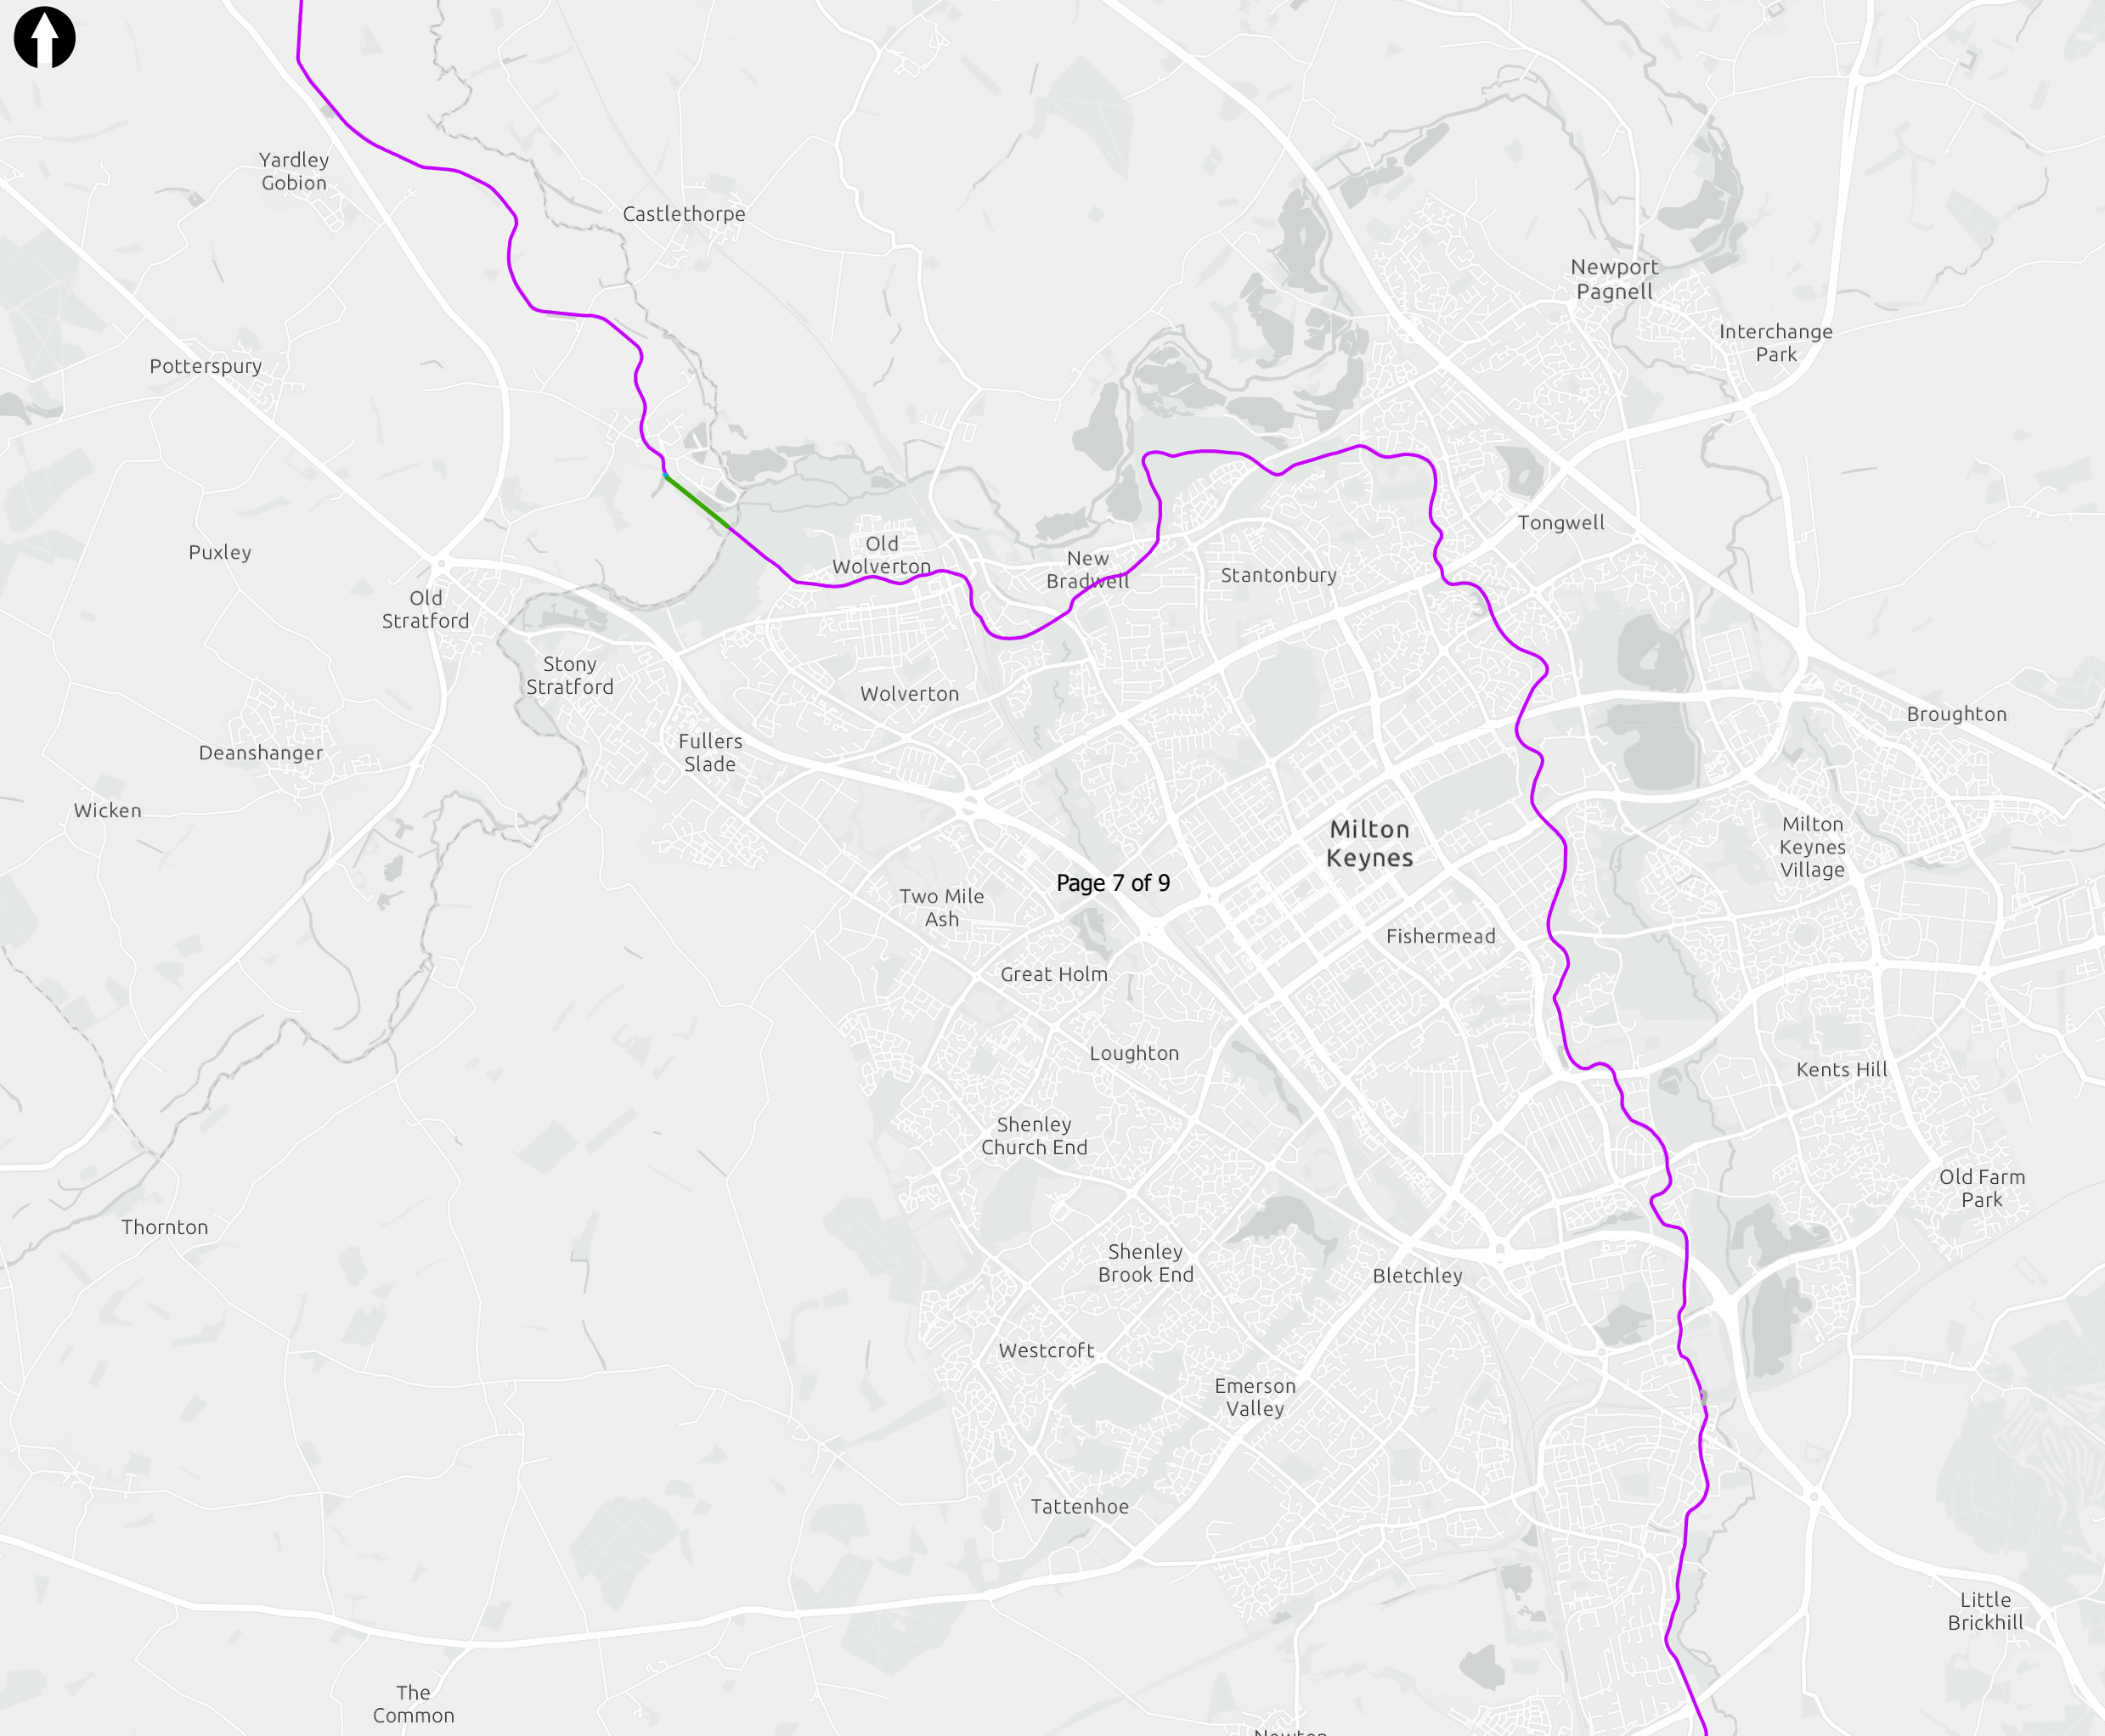 Yardley
Gobion
Castlethorpe
Newport
Pagnell
Interchange
Park
Potterspury
Tongwell
Puxley
Old
Wolverton
New
Bradwell
Stantonbury
Old
Stratford
Stony
Stratford
Wolverton
Broughton
Deanshanger
Fullers
Slade
Wicken
Milton
Keynes
Milton
Keynes
Village
Page 7 of 9
Two Mile
Ash
Fishermead
Great Holm
Loughton
Kents Hill
Shenley
Church End
Old Farm
Park
Thornton
Shenley
Brook End
Bletchley
Westcroft
Emerson
Valley
Tattenhoe
Little
Brickhill
The
Common